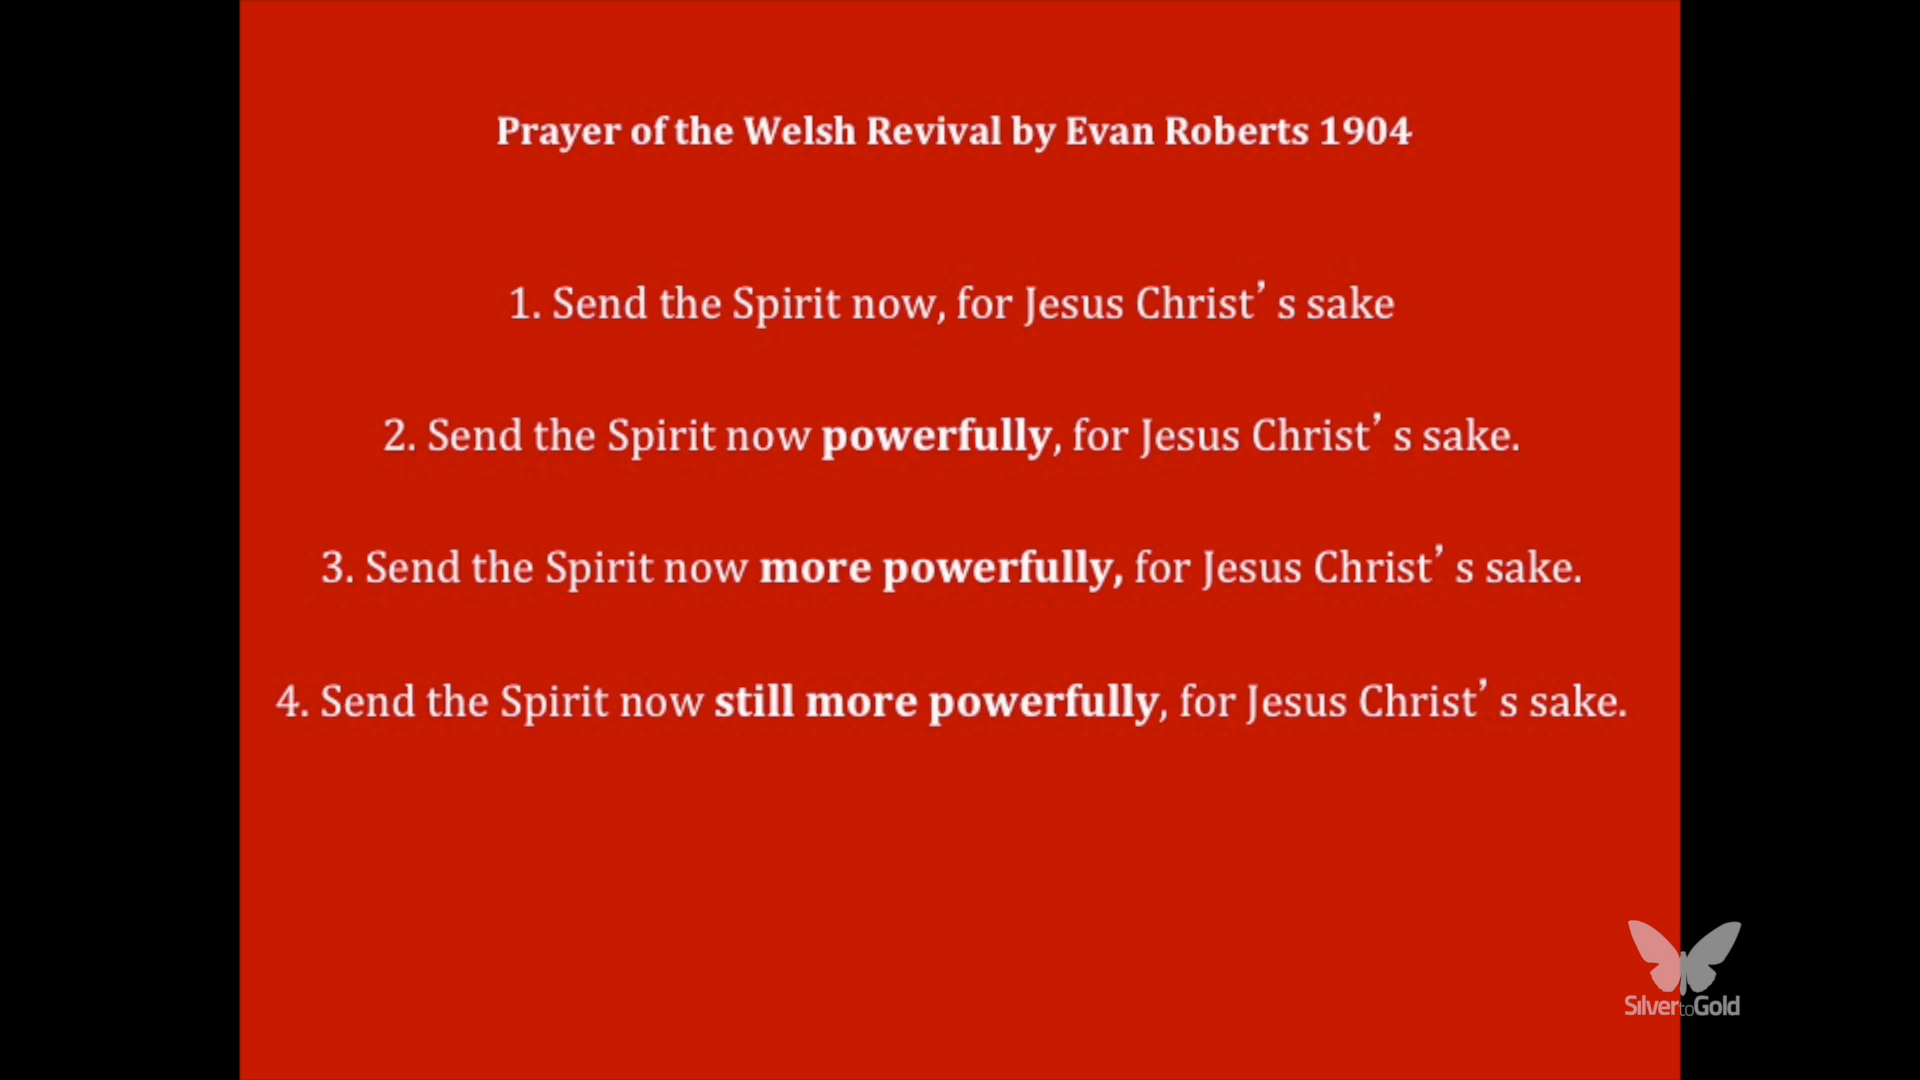 Prayer of the Welsh Revival by Evan Roberts 1904
1. Send the Spirit now, for Jesus Christ’s sake
2. Send the Spirit now powerfully, for Jesus Christ’s sake.
3. Send the Spirit now more powerfully, for Jesus Christ’s sake.
4. Send the Spirit now still more powerfully, for Jesus Christ’s sake.
SilvertoGold